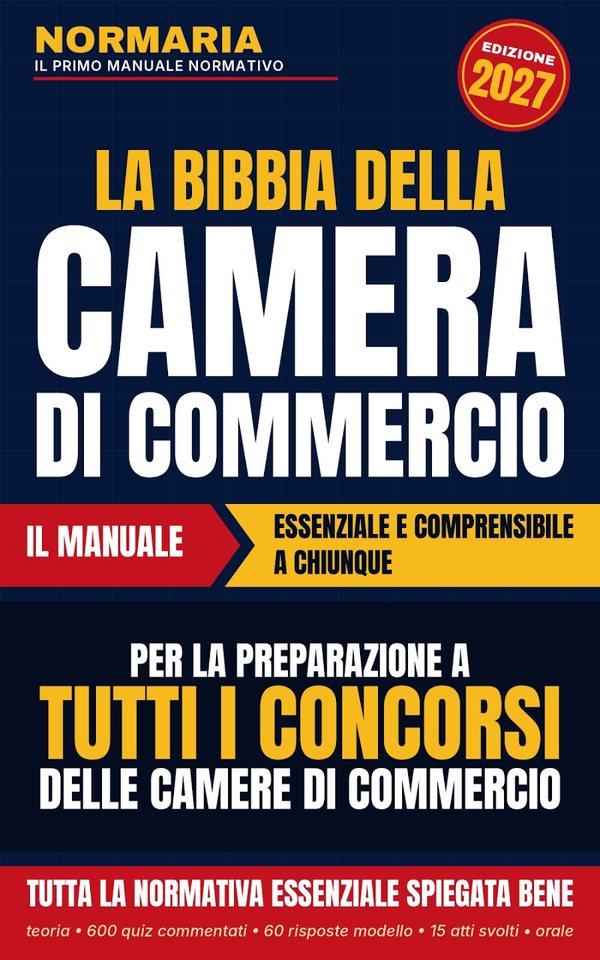 NORMARIA
IL PRIMO MANUALE NORMATIVO
EDIZIONE
2027
LA BIBBIA DELLA
CAMERA
DI COMMERCIO
IL MANUALE
ESSENZIALE E COMPRENSIBILE
A CHIUNQUE
PER LA PREPARAZIONE A
TUTTI I CONCORSI
DELLE CAMERE DI COMMERCIO
TUTTA LA NORMATIVA ESSENZIALE SPIEGATA BENE
teoria • 600 quiz commentati • 60 risposte modello • 15 atti svolti • orale